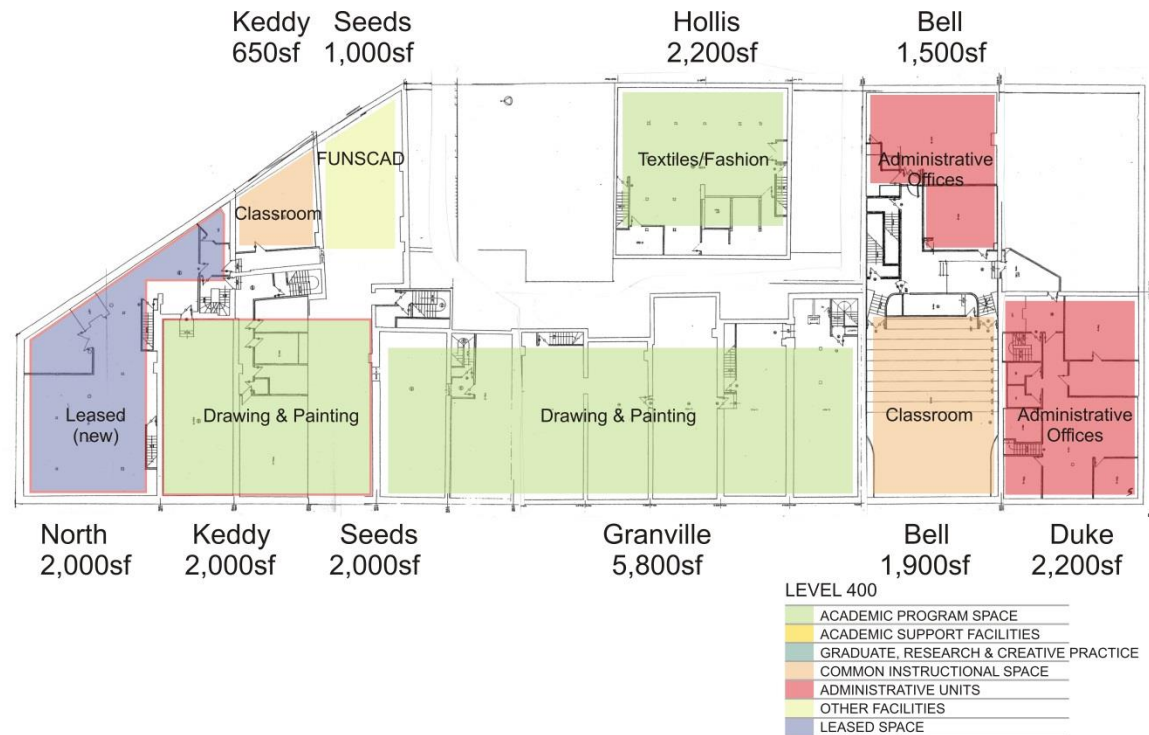 Keddy
650sf
Seeds
1,000sf
Hollis
2,200sf
Bell
1,500sf
FUNSCAD
Textiles/Fashion
Administrative
Offices
Classroom
Leased
(new)
Drawing & Painting
Drawing & Painting
Classroom
Administrative
Offices
North
2,000sf
Keddy
2,000sf
Seeds
2,000sf
Granville
5,800sf
Bell
1,900sf
Duke
2,200sf
LEVEL 400
ACADEMIC PROGRAM SPACE
ACADEMIC SUPPORT FACILITIES
GRADUATE, RESEARCH & CREATIVE PRACTICE
COMMON INSTRUCTIONAL SPACE
ADMINISTRATIVE UNITS
OTHER FACILITIES
LEASED SPACE